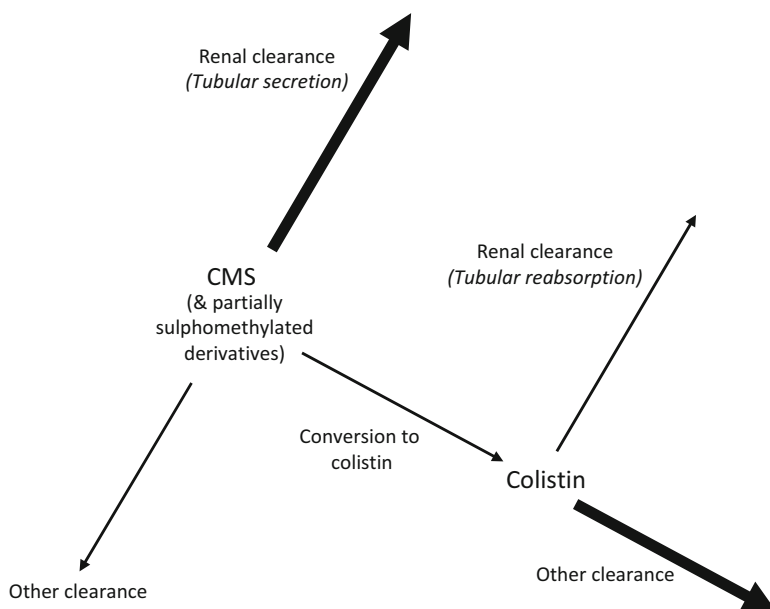 Renal clearance
(Tubular secretion)
Renal clearance
(Tubular reabsorption)
CMS
(& partially
sulphomethylated
derivatives)
Conversion to
colistin
Colistin
Other clearance
Other clearance